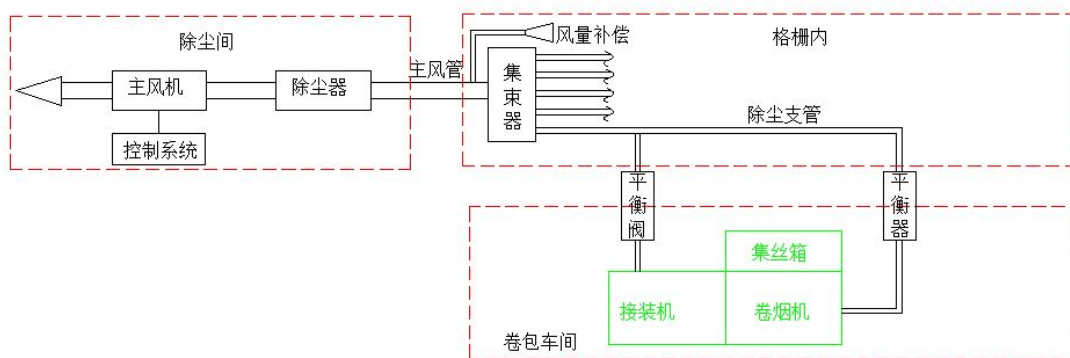 除尘间
主风机
除尘器
控制系统
主风管
风量补偿
格栅内
集束器
除尘支管
平衡阀
平衡器
集丝箱
接装机
卷烟机
卷包车间